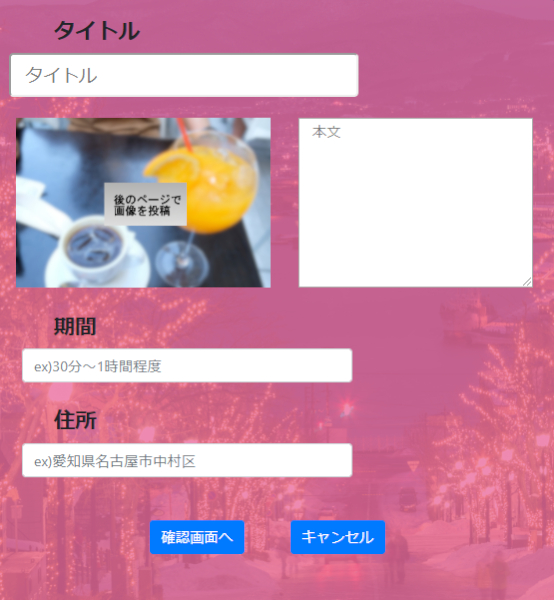 タイトル
タイトル
後のページで
画像を投稿
本文
期間
ex)30分～1時間程度
住所
ex)愛知県名古屋市中村区
確認画面へ
キャンセル